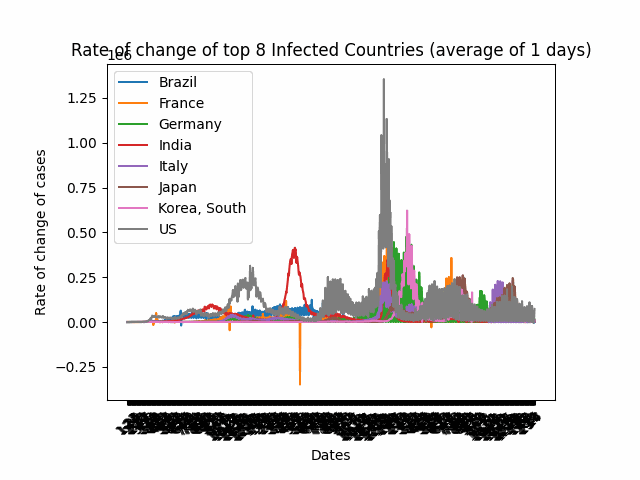 Rate of change of top 8 Infected Countries (average of 1 days)
1e6
Brazil
France
Germany
India
Italy
Japan
Korea, South
US
1.25
1.00
0.75
0.50
0.25
0.00
−0.25
Rate of change of cases
Dates